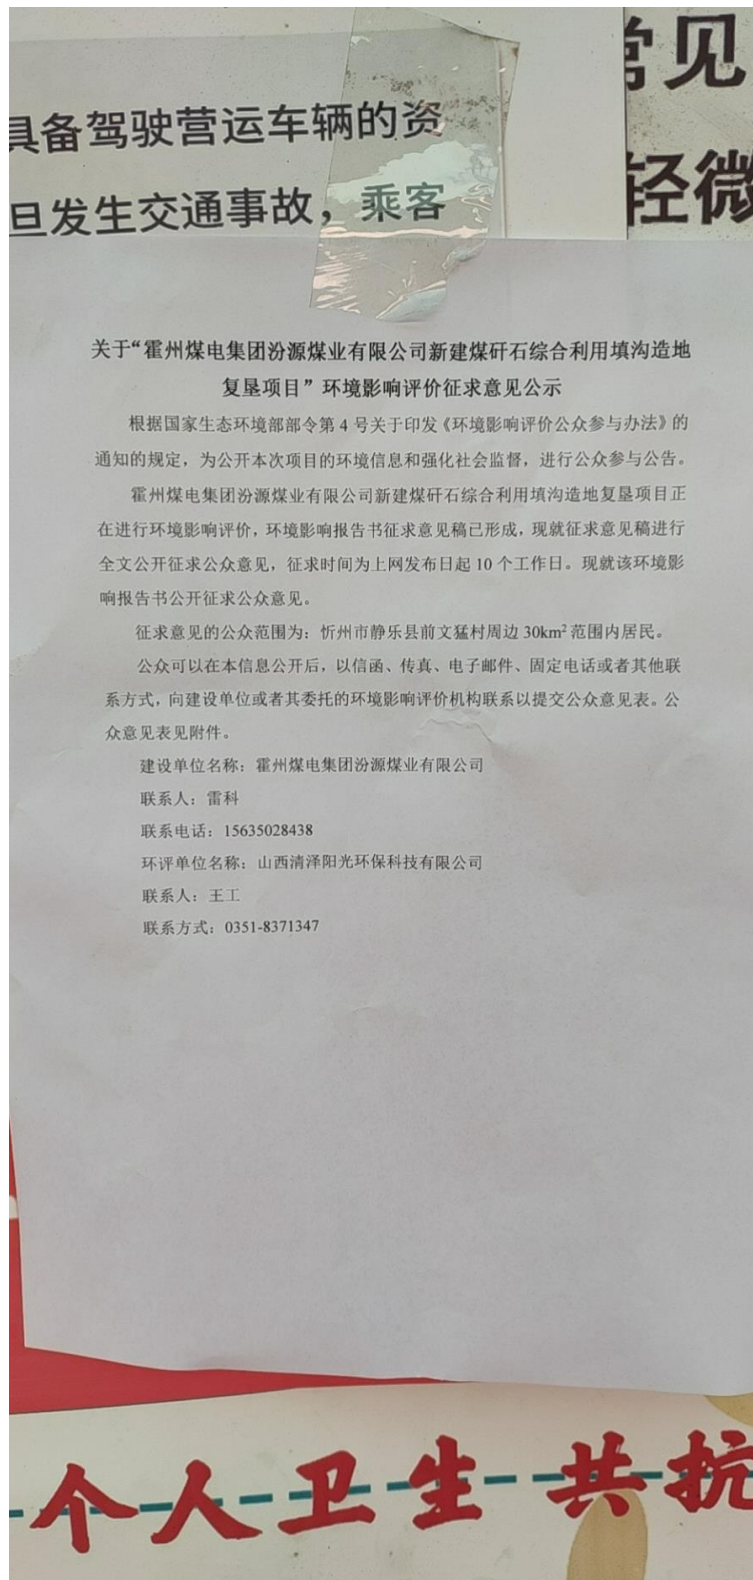 常见
轻微
具备驾驶营运车辆的资
旦发生交通事故，乘客
关于“霍州煤电集团汾源煤业有限公司新建煤矸石综合利用填沟造地
复垦项目”环境影响评价征求意见公示
根据国家生态环境部部令第4号关于印发《环境影响评价公众参与办法》的
通知的规定，为公开本次项目的环境信息和强化社会监督，进行公众参与公告。
霍州煤电集团汾源煤业有限公司新建煤矸石综合利用填沟造地复垦项目正
在进行环境影响评价，环境影响报告书征求意见稿已形成，现就征求意见稿进行
全文公开征求公众意见，征求时间为上网发布日起10个工作日。现就该环境影
响报告书公开征求公众意见。
征求意见的公众范围为：忻州市静乐县前文猛村周边30km²范围内居民。
公众可以在本信息公开后，以信函、传真、电子邮件、固定电话或者其他联
系方式，向建设单位或者其委托的环境影响评价机构联系以提交公众意见表。公
众意见表见附件。
建设单位名称：霍州煤电集团汾源煤业有限公司
联系人：雷科
联系电话：15635028438
环评单位名称：山西清泽阳光环保科技有限公司
联系人：王工
联系方式：0351-8371347
个人卫生 共抗